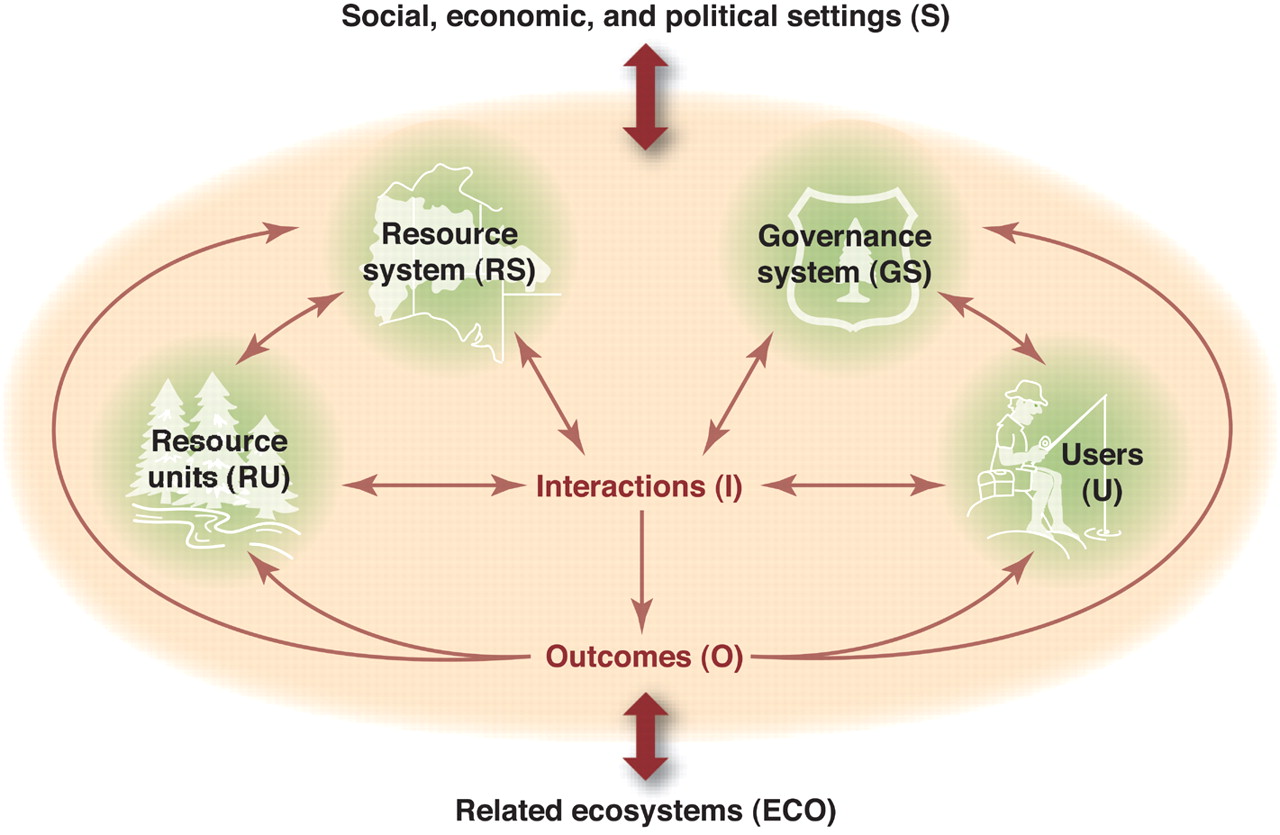 Social, economic, and political settings (S)
Resource
system (RS)
Governance
system (GS)
Resource
units (RU)
Users
(U)
Interactions (I)
Outcomes (O)
Related ecosystems (ECO)